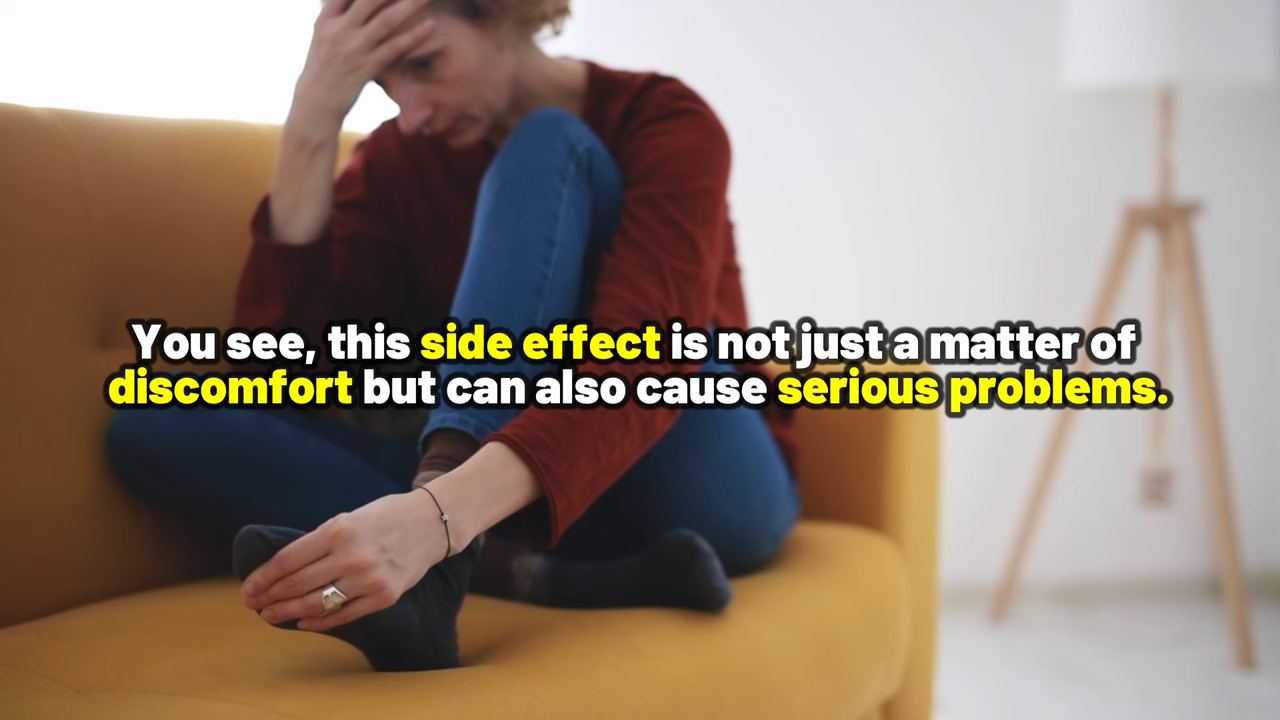 You see, this side effect is not just a matter of
discomfort but can also cause serious problems.